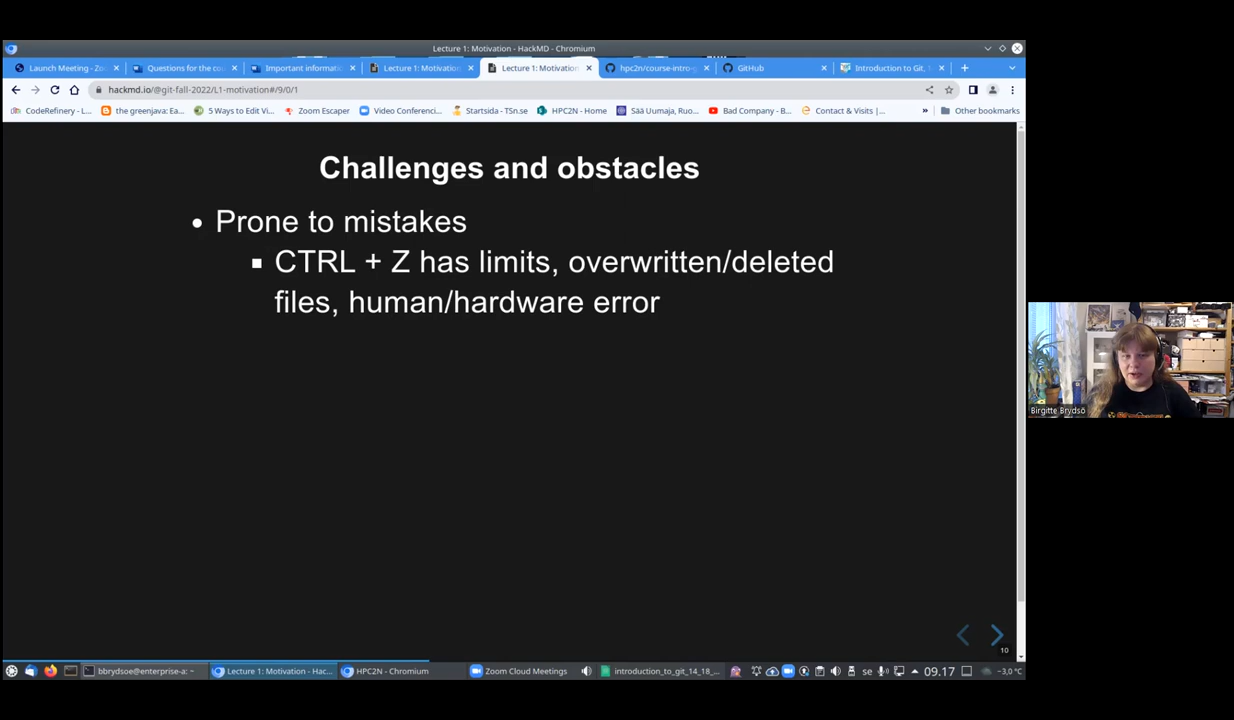 Lecture 1: Motivation - HackMD - Chromium
Launch Meeting - Zo
Questions for the co
Important informati
Lecture 1: Motivation
Lecture 1: Motivation
hpc2n/course-intro-g
GitHub
Introduction to Git, 1
hackmd.io/@git-fall-2022/L1-motivation#/9/0/1
CodeRefinery - L...
the greenjava: Ea...
5 Ways to Edit Vi...
Zoom Escaper
Video Conferenci...
Startsida - TSn.se
HPC2N - Home
Sää Uumaja, Ruo...
Bad Company - B...
Contact & Visits |...
»
Other bookmarks
Challenges and obstacles
• Prone to mistakes
▪ CTRL + Z has limits, overwritten/deleted
files, human/hardware error
Birgitte Brydsö
10
bbrydsoe@enterprise-a: ~
Lecture 1: Motivation - Hac...
HPC2N - Chromium
Zoom Cloud Meetings
introduction_to_git_14_18_...
se
09.17
-3,0 °C